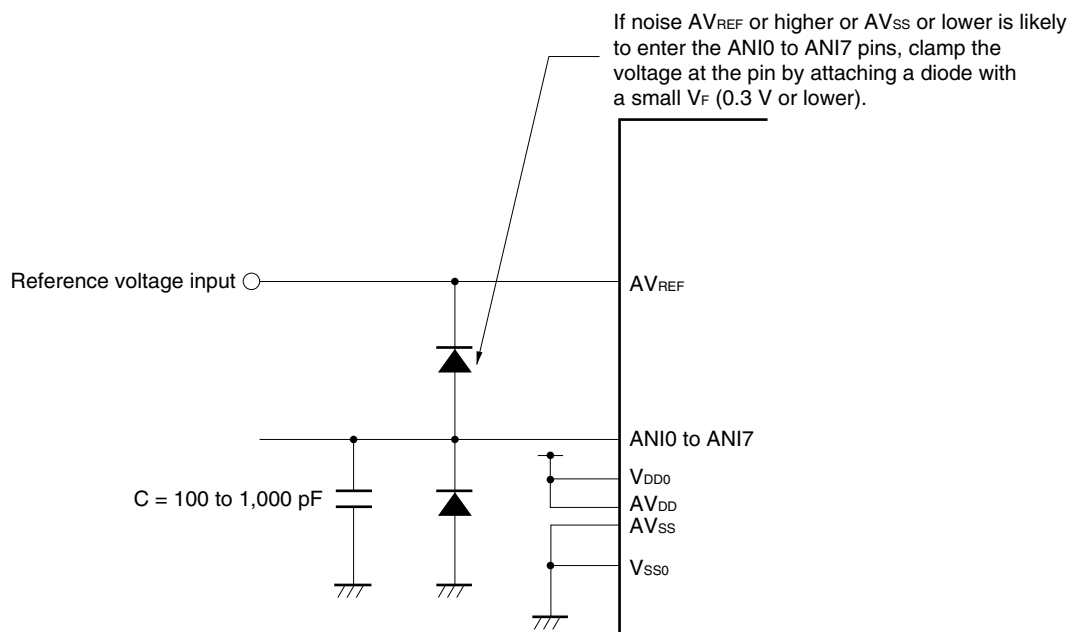 If noise AVREF or higher or AVSS or lower is likely
to enter the ANI0 to ANI7 pins, clamp the
voltage at the pin by attaching a diode with
a small VF (0.3 V or lower).
Reference voltage input
AVREF
ANI0 to ANI7
VDD0
C = 100 to 1,000 pF
AVDD
AVSS
VSS0